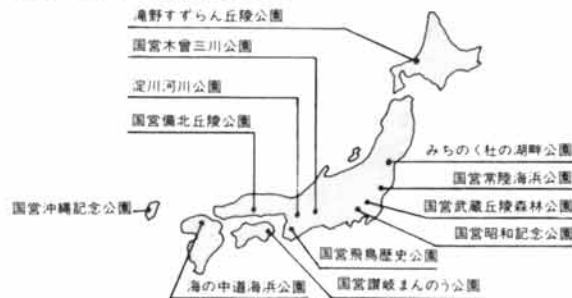 滝野すずらん丘陵公園
国営木曽三川公園
淀川河川公園
国営備北丘陵公園
みちのく杜の湖畔公園
国営常陸海浜公園
国営沖縄記念公園
国営武蔵丘陵森林公園
国営昭和記念公園
国営飛鳥歴史公園
海の中道海浜公園
国営讃岐まんのう公園